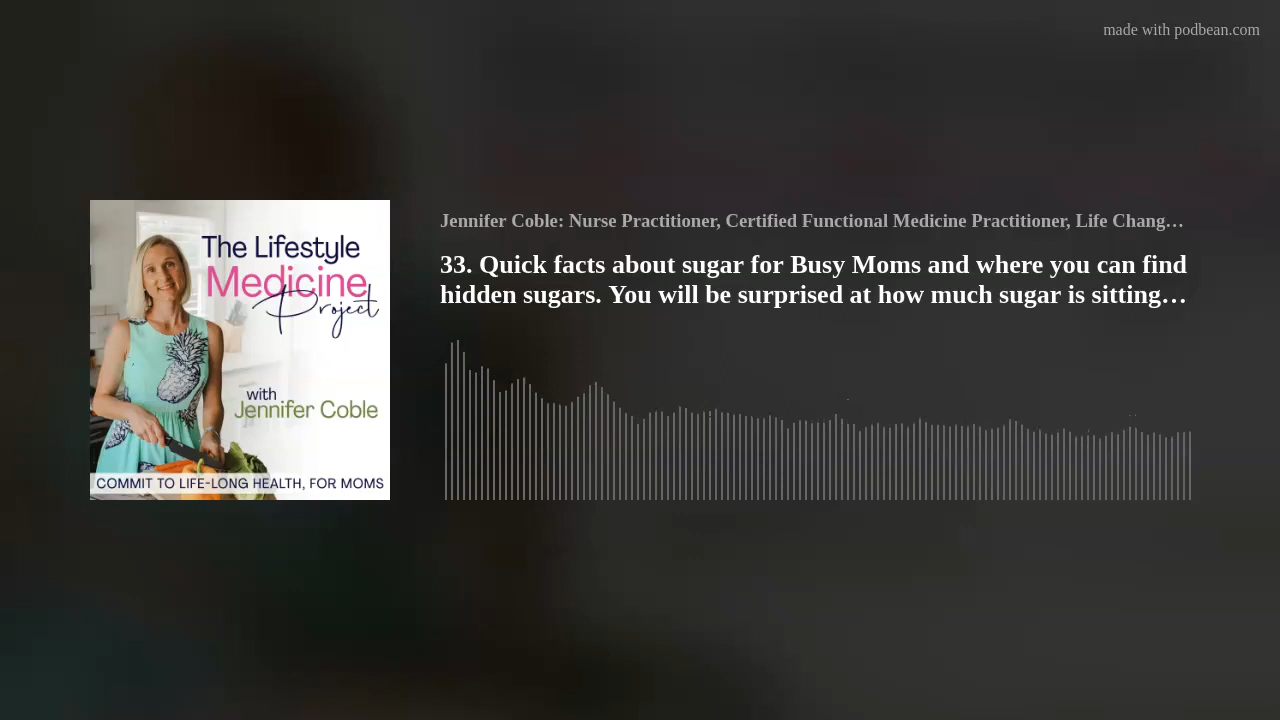 made with podbean.com
The Lifestyle
Medicine
Project
with
Jennifer Coble
COMMIT TO LIFE-LONG HEALTH, FOR MOMS
Jennifer Coble: Nurse Practitioner, Certified Functional Medicine Practitioner, Life Chang…
33. Quick facts about sugar for Busy Moms and where you can find
hidden sugars. You will be surprised at how much sugar is sitting…